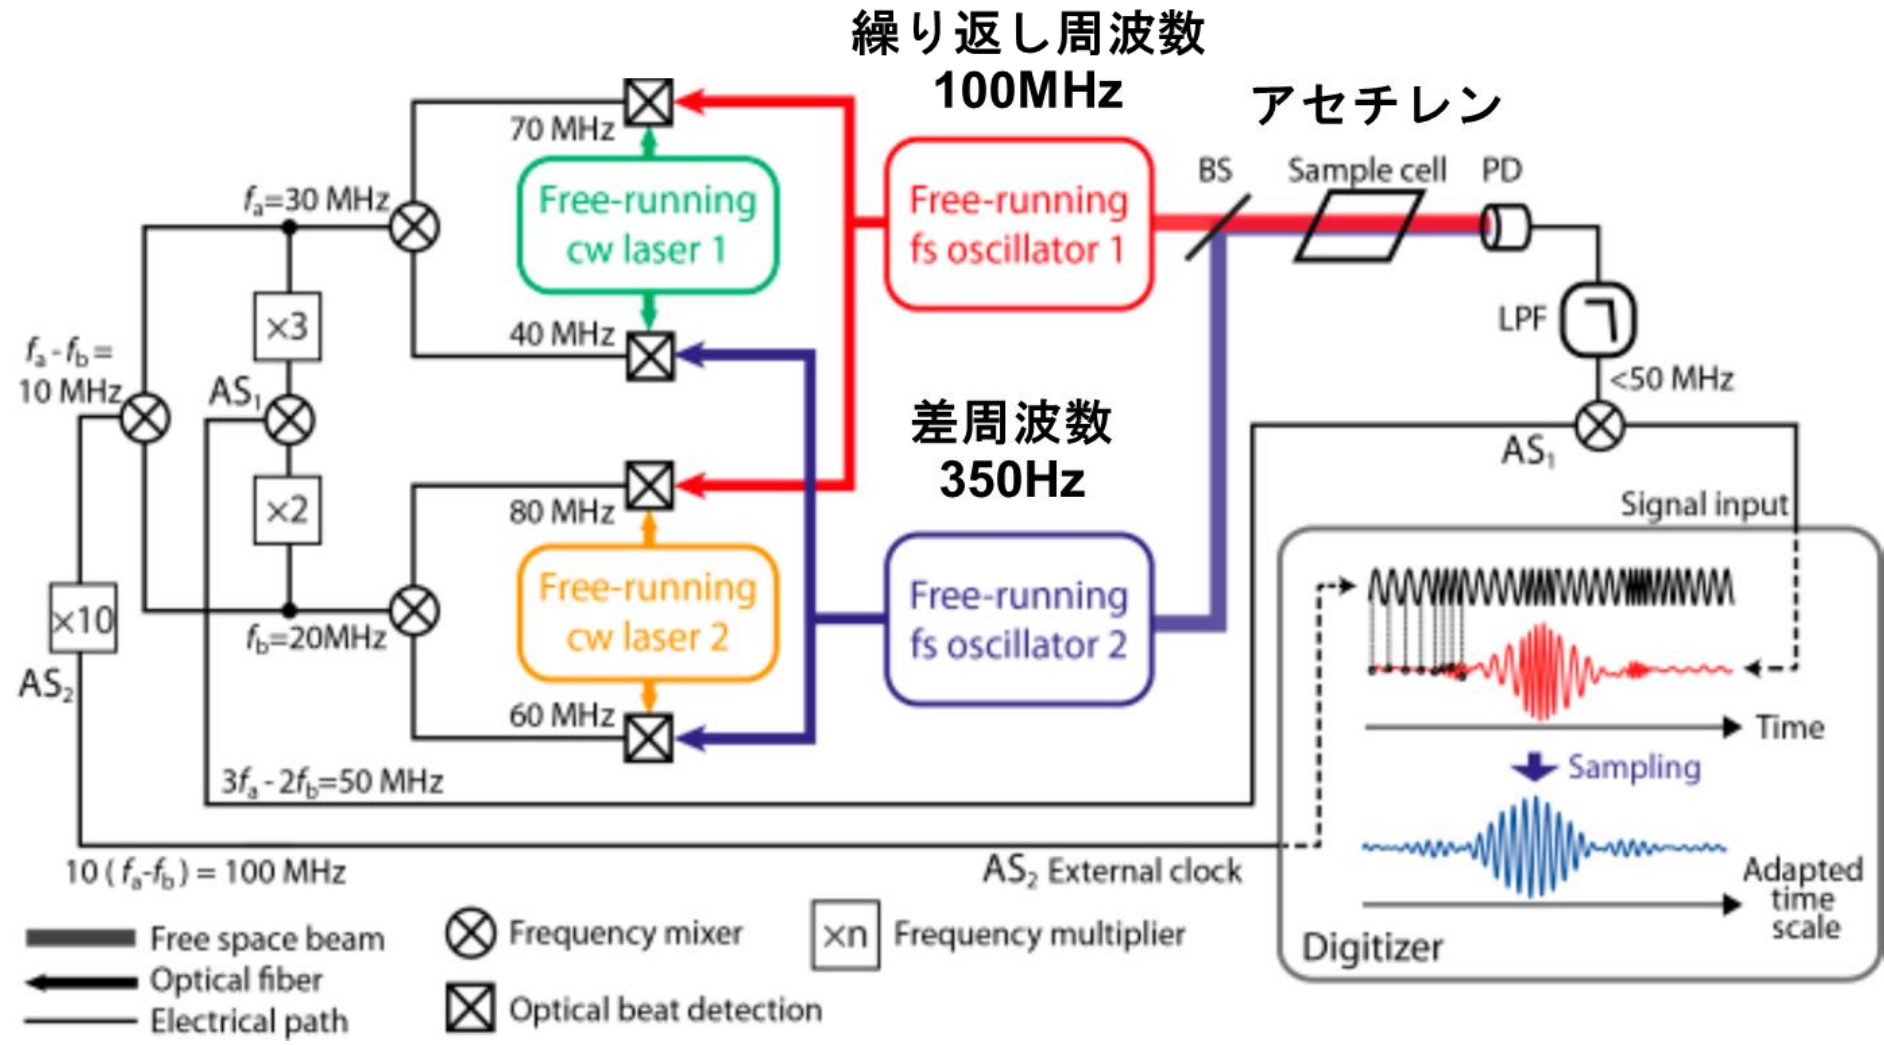 繰り返し周波数
100MHz
アセチレン
70 MHz
Free-running
cw laser 1
40 MHz
Free-running
fs oscillator 1
BS
Sample cell
PD
LPF
<50 MHz
AS1
fa=30 MHz
×3
fa - fb =
10 MHz
AS1
×2
fb=20MHz
×10
AS2
差周波数
350Hz
80 MHz
Free-running
cw laser 2
60 MHz
Free-running
fs oscillator 2
Signal input
Time
Sampling
Adapted
time
scale
Digitizer
3fa - 2fb=50 MHz
10 ( fa-fb ) = 100 MHz
AS2 External clock
Free space beam
Optical fiber
Electrical path
Frequency mixer
Optical beat detection
×n
Frequency multiplier